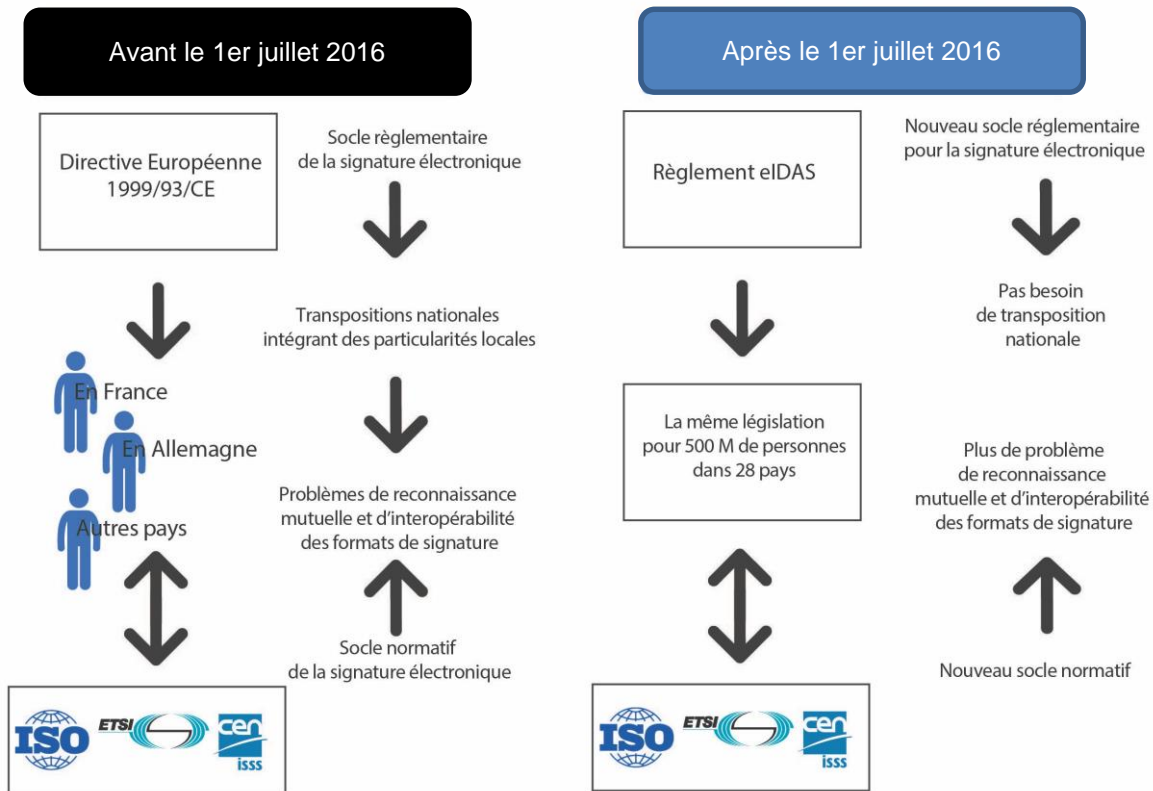 Avant le 1er juillet 2016
Directive Européenne
1999/93/CE
Socle règlementaire
de la signature électronique
Transpositions nationales
intégrant des particularités locales
En France
En Allemagne
Autres pays
Problèmes de reconnaissance
mutuelle et d’interopérabilité
des formats de signature
Socle normatif
de la signature électronique
ISO
ETSI
cen
isss
Après le 1er juillet 2016
Règlement eIDAS
Nouveau socle réglementaire
pour la signature électronique
Pas besoin
de transposition
nationale
La même législation
pour 500 M de personnes
dans 28 pays
Plus de problème
de reconnaissance
mutuelle et d’interopérabilité
des formats de signature
Nouveau socle normatif
ISO
ETSI
cen
isss